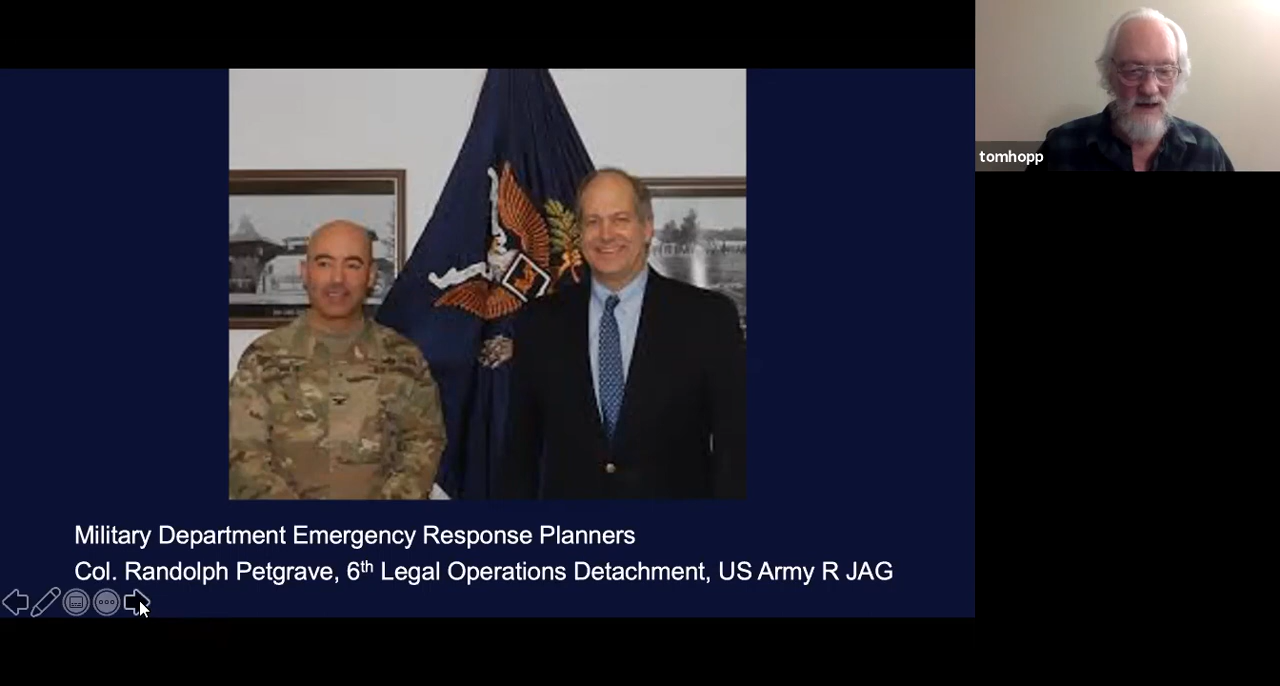 Military Department Emergency Response Planners
Col. Randolph Petgrave, 6th Legal Operations Detachment, US Army R JAG
tomhopp